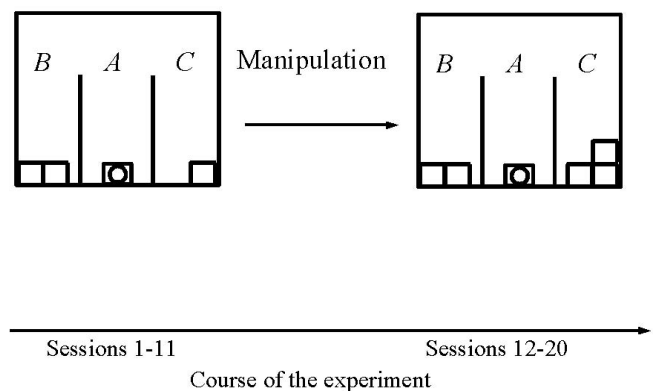 B A C
Manipulation
B A C
Sessions 1-11
Sessions 12-20
Course of the experiment